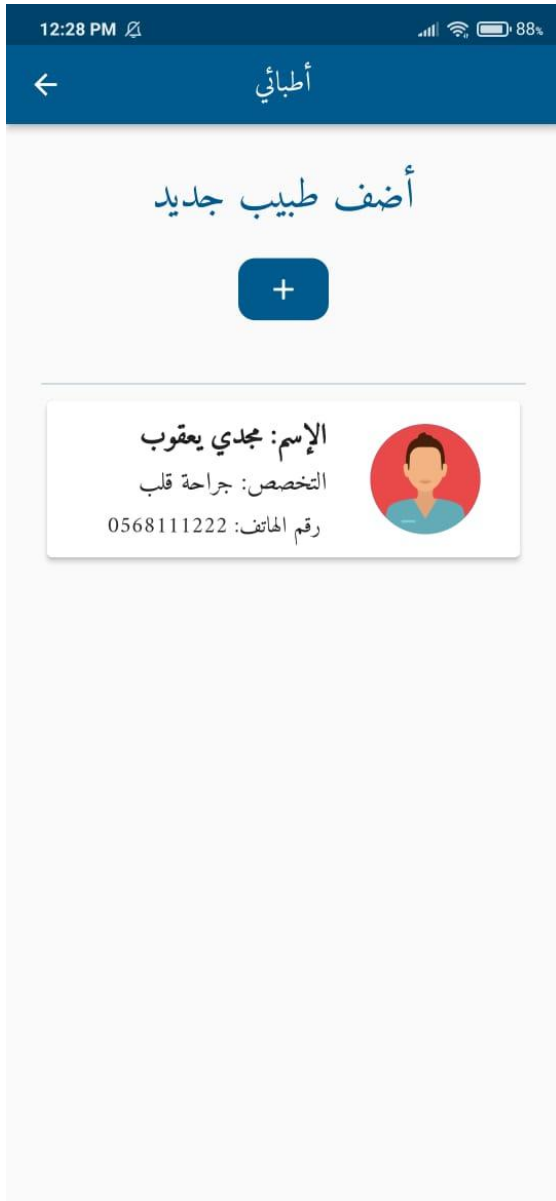 12:28 PM 88%
أطبائي
أضف طبيب جديد
+
الإسم: مجدي يعقوب
التخصص: جراحة قلب
رقم الهاتف: 0568111222